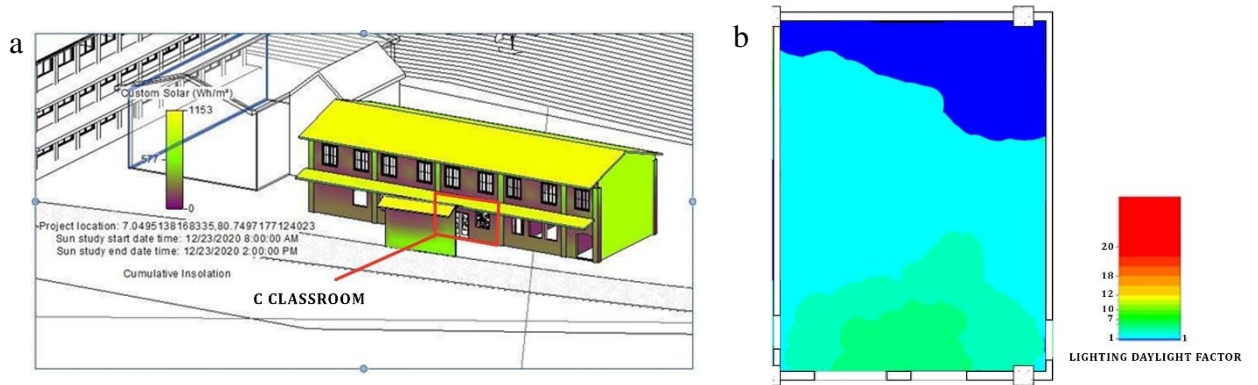 a
Custom Solar (Wh/m²)
1153
577
0
Project location: 7.0495138168335,80.7497177124023
Sun study start date time: 12/23/2020 8:00:00 AM
Sun study end date time: 12/23/2020 2:00:00 PM
Cumulative Insolation
C CLASSROOM
b
20
18
12
10
7
1
1
LIGHTING DAYLIGHT FACTOR